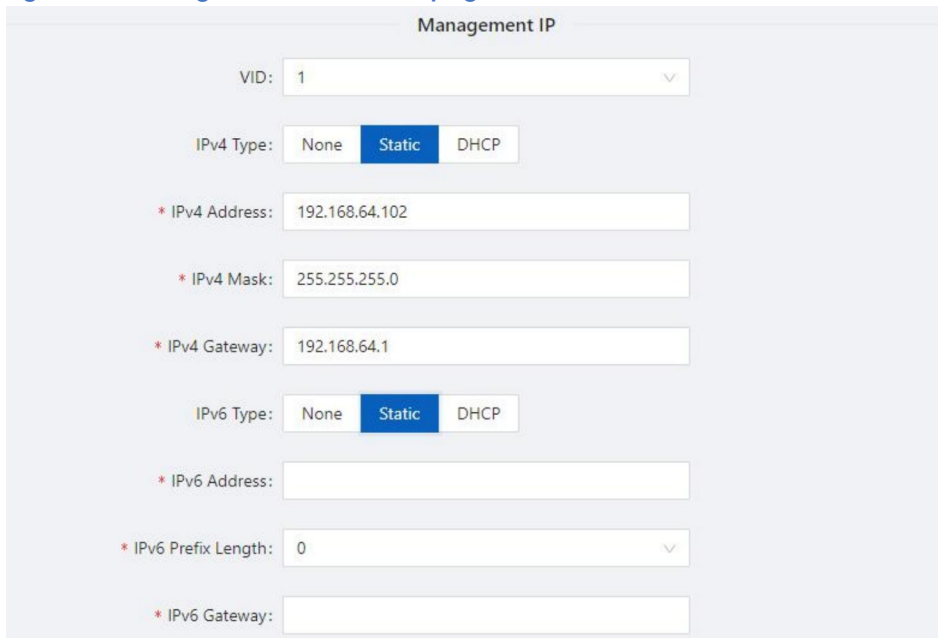 Management IP
VID: 1
IPv4 Type: None Static DHCP
* IPv4 Address: 192.168.64.102
* IPv4 Mask: 255.255.255.0
* IPv4 Gateway: 192.168.64.1
IPv6 Type: None Static DHCP
* IPv6 Address:
* IPv6 Prefix Length: 0
* IPv6 Gateway: